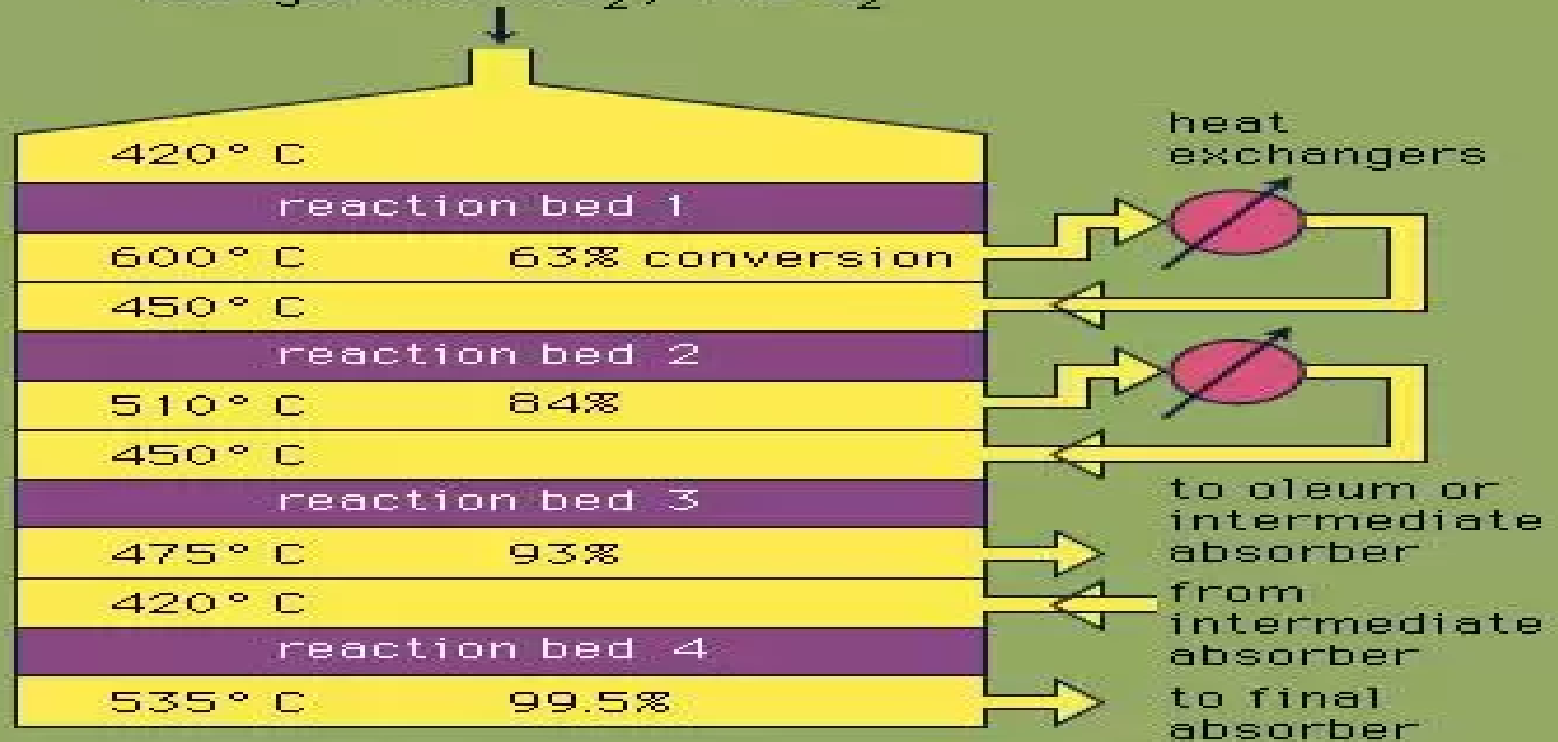 420° C
reaction bed 1
600° C 63% conversion
450° C
reaction bed 2
510° C 84%
450° C
reaction bed 3
475° C 93%
420° C
reaction bed 4
535° C 99.5%
heat
exchangers
to oleum or
intermediate
absorber
from
intermediate
absorber
to final
absorber